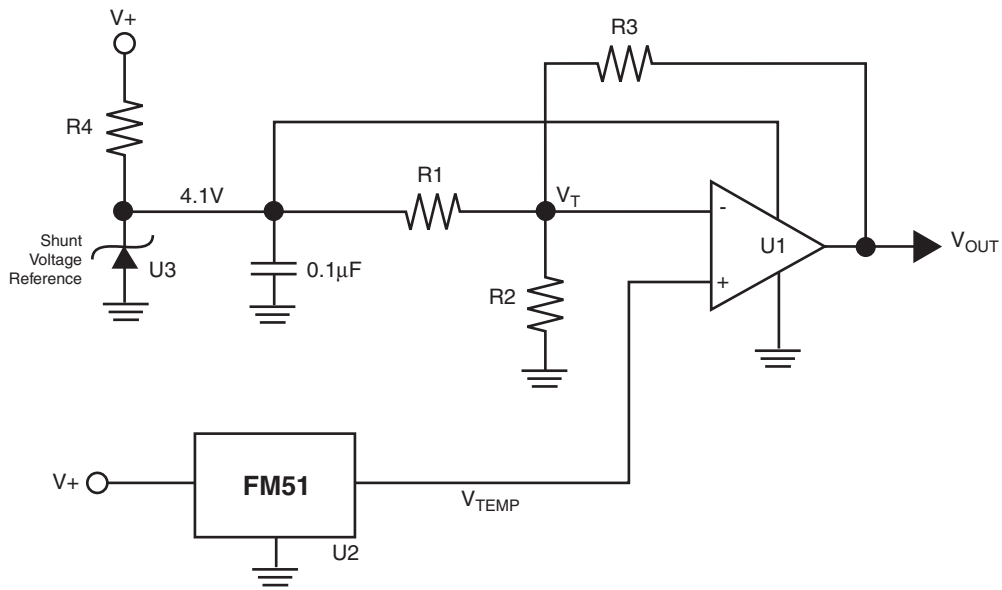 V+
R4
4.1V
Shunt
Voltage
Reference
U3
0.1μF
R1
R3
VT
R2
-
+
U1
VOUT
V+
FM51
U2
VTEMP